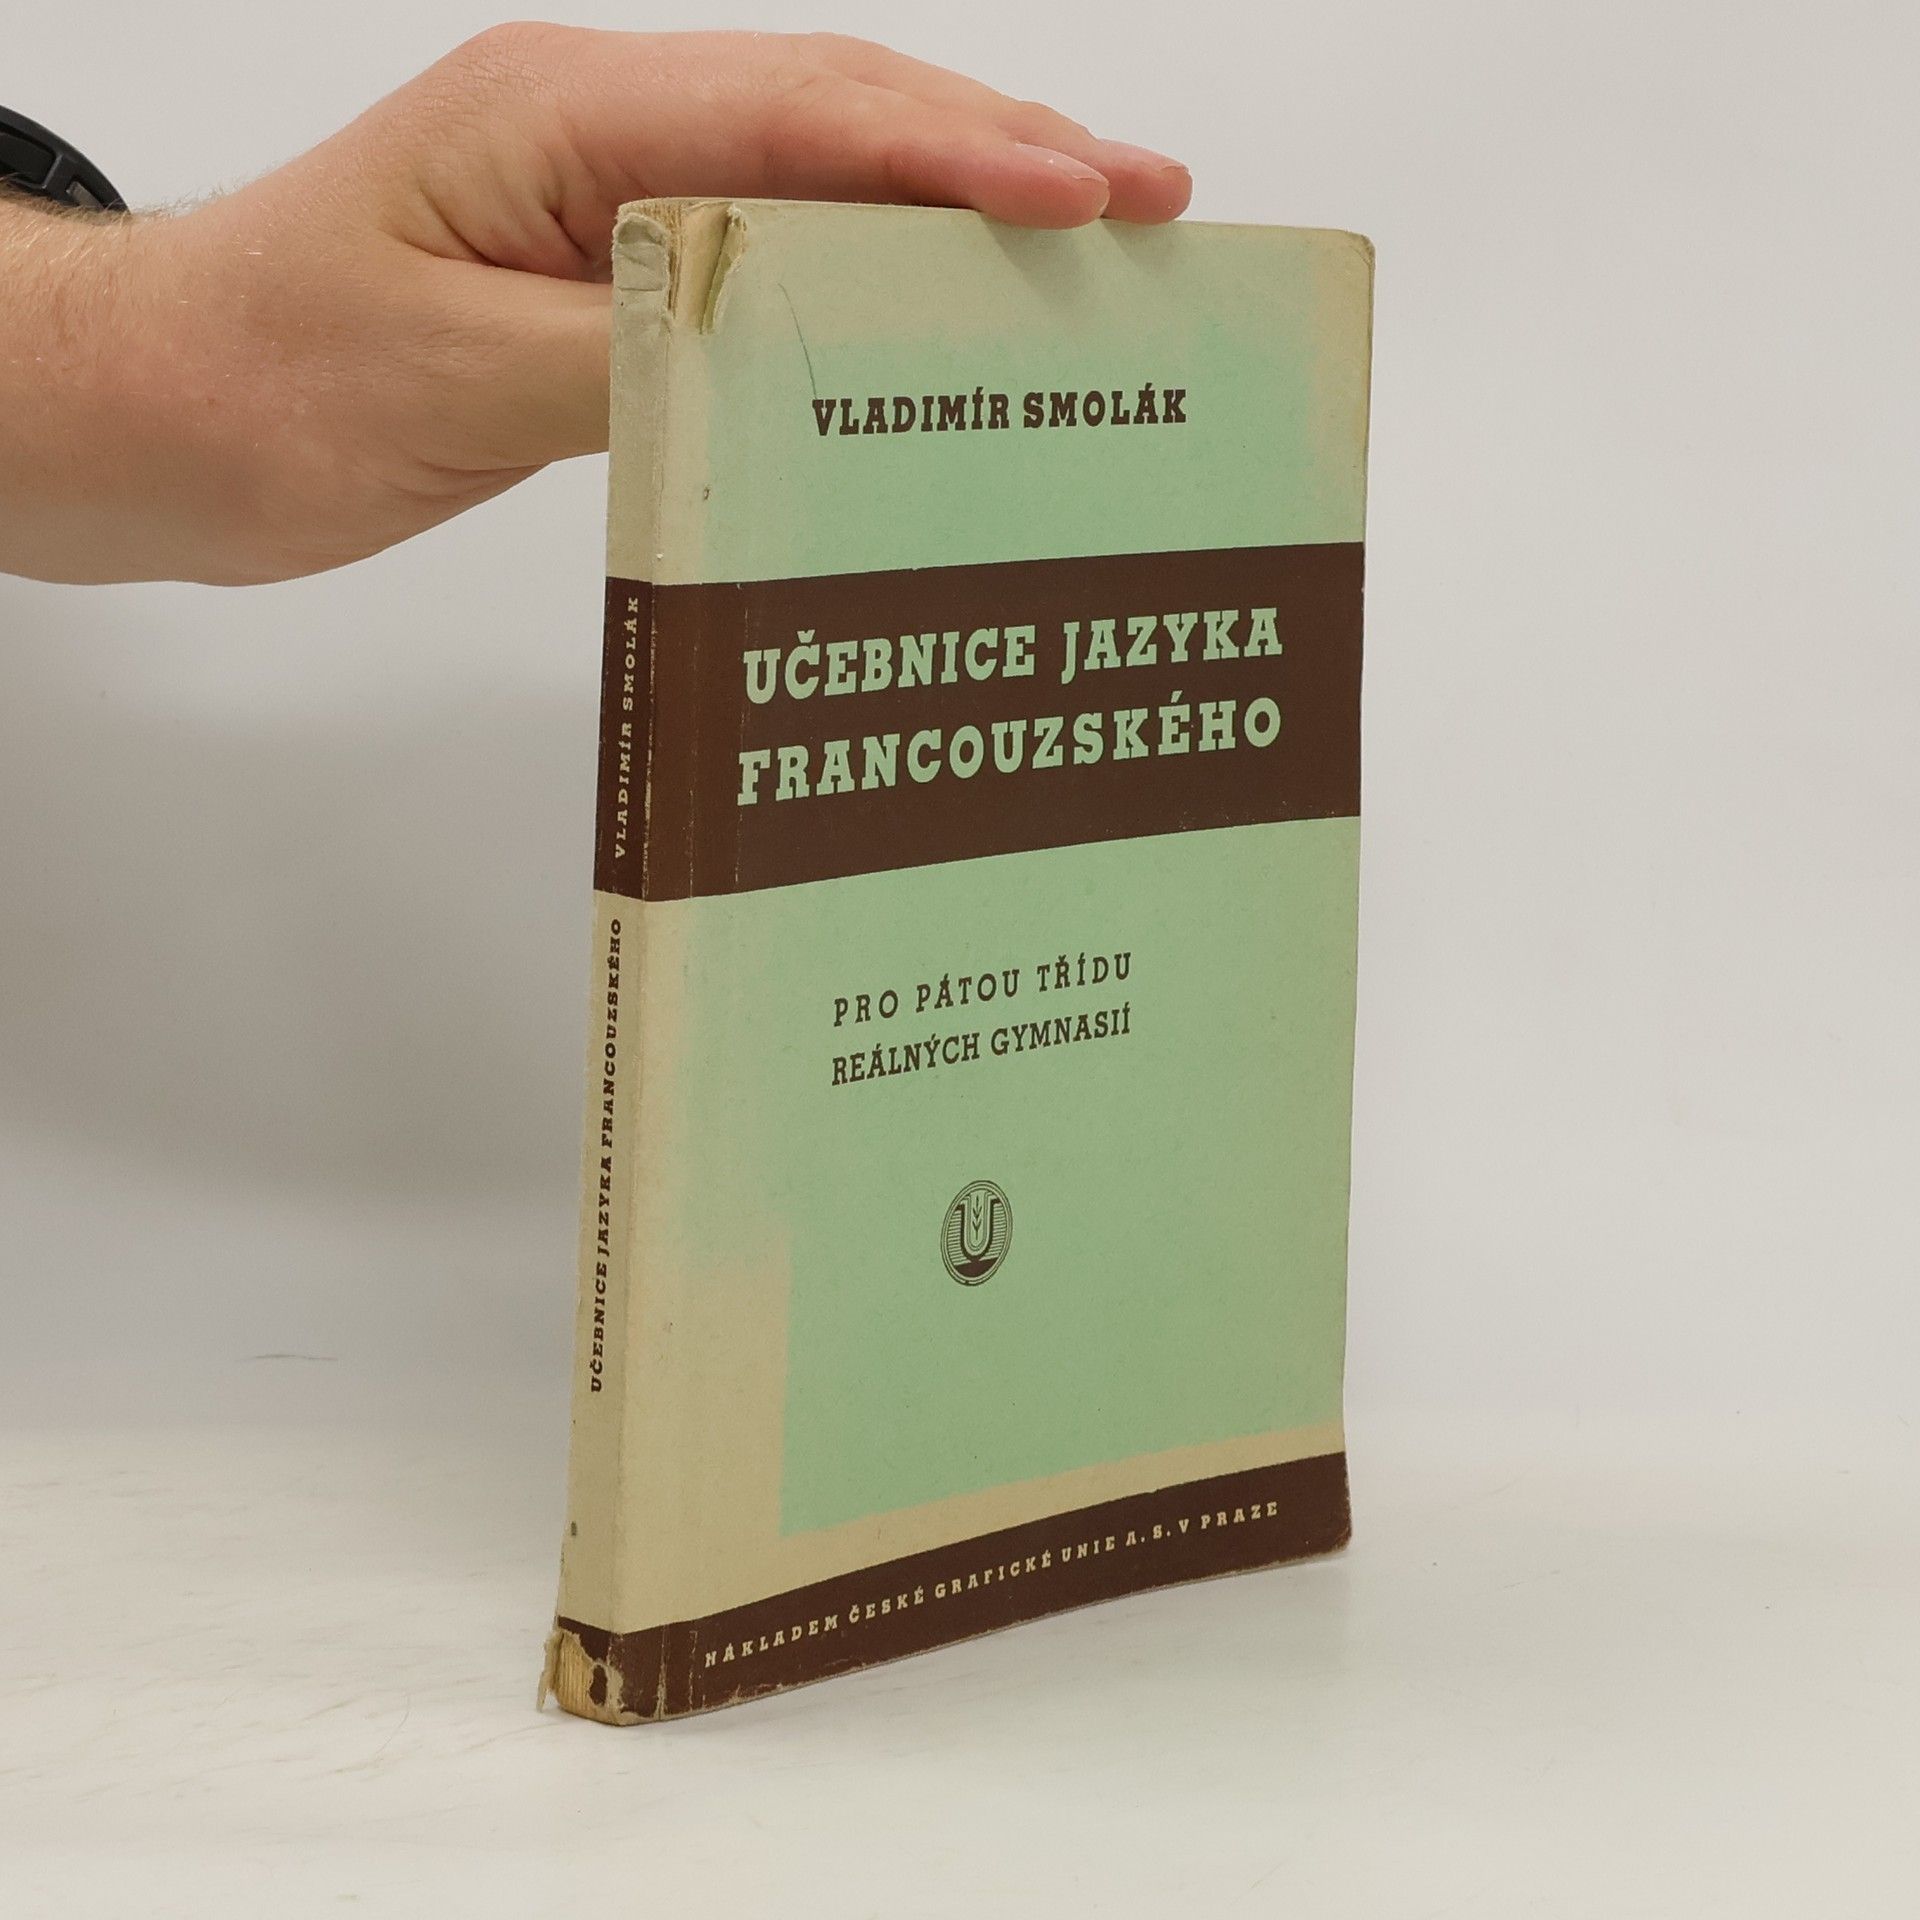 VLADIMÍR SMOLÁK
UČEBNICE JAZYKA
FRANCOUZSKÉHO
PRO PÁTOU TŘÍDU
REÁLNÝCH GYMNASIÍ
U
NÁKLADEM ČESKÉ GRAFICKÉ UNIE A. S. V PRAZE
UČEBNICE JAZYKA FRANCOUZSKÉHO VLADIMÍR SMOLÁK